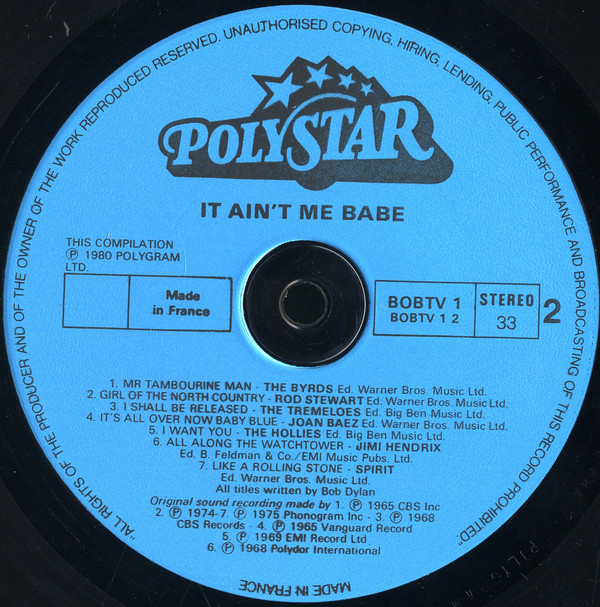 "ALL RIGHTS OF THE PRODUCER AND OF THE OWNER OF THE WORK REPRODUCED RESERVED. UNAUTHORISED COPYING, HIRING, LENDING, PUBLIC PERFORMANCE AND BROADCASTING OF THIS RECORD PROHIBITED."
POLYSTAR
IT AIN'T ME BABE
THIS COMPILATION
Ⓟ 1980 POLYGRAM
LTD.
Made
in France
BOBTV 1
BOBTV 1 2
STEREO
33
2
1. MR TAMBOURINE MAN - THE BYRDS Ed. Warner Bros. Music Ltd.
2. GIRL OF THE NORTH COUNTRY - ROD STEWART Ed. Warner Bros. Music Ltd.
3. I SHALL BE RELEASED - THE TREMELOES Ed. Big Ben Music Ltd.
4. IT'S ALL OVER NOW BABY BLUE - JOAN BAEZ Ed. Warner Bros. Music Ltd.
5. I WANT YOU - THE HOLLIES Ed. Big Ben Music Ltd.
6. ALL ALONG THE WATCHTOWER - JIMI HENDRIX
Ed. B. Feldman & Co./EMI Music Pubs. Ltd.
7. LIKE A ROLLING STONE - SPIRIT
Ed. Warner Bros. Music Ltd.
All titles written by Bob Dylan
Original sound recording made by 1. Ⓟ 1965 CBS Inc
2. Ⓟ 1974-7. Ⓟ 1975 Phonogram Inc - 3. Ⓟ 1968
CBS Records - 4. Ⓟ 1965 Vanguard Record
5. Ⓟ 1969 EMI Record Ltd
6. Ⓟ 1968 Polydor International
MADE IN FRANCE